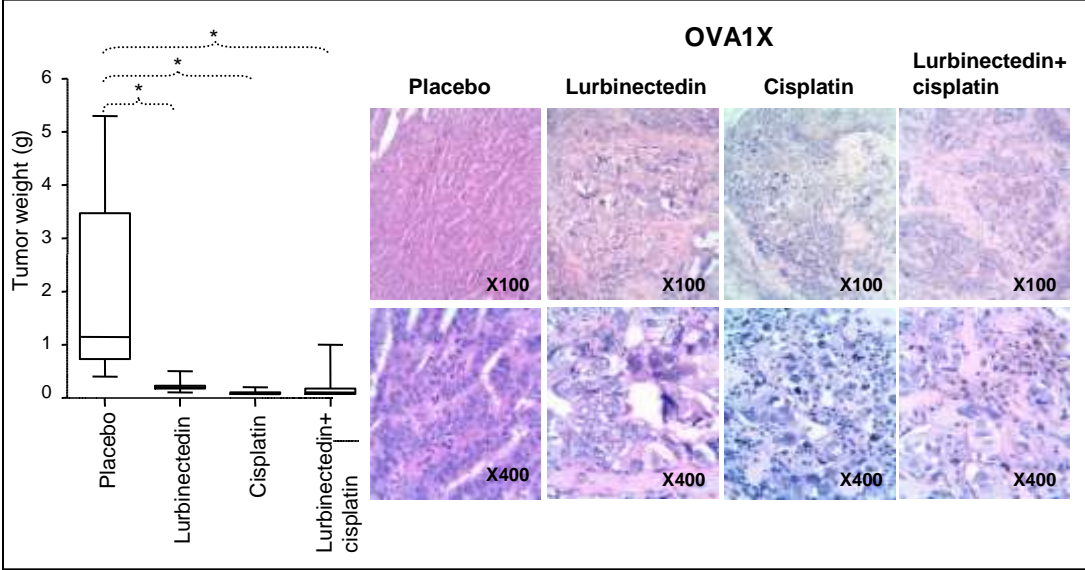 *
*
*
6
5
4
3
2
1
0
Tumor weight (g)
Placebo
Lurbinectedin
Cisplatin
Lurbinectedin+
cisplatin
OVA1X
Placebo
Lurbinectedin
Cisplatin
Lurbinectedin+
cisplatin
X100
X100
X100
X100
X400
X400
X400
X400